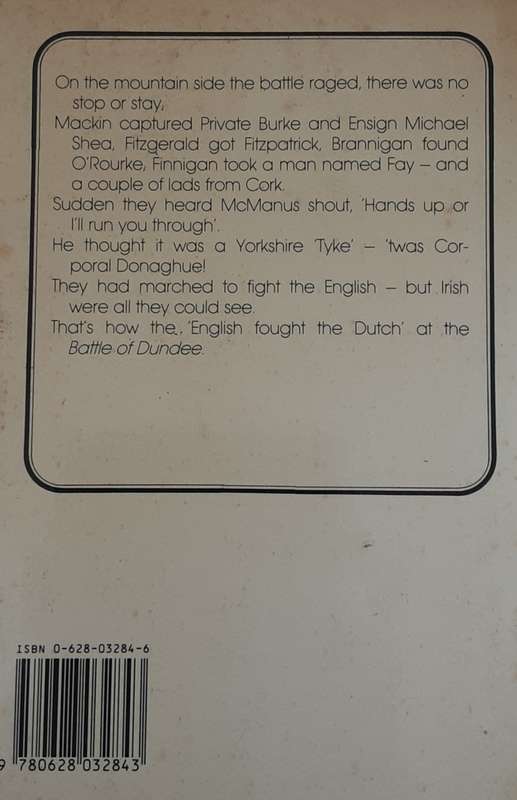 On the mountain side the battle raged, there was no
stop or stay,
Mackin captured Private Burke and Ensign Michael
Shea, Fitzgerald got Fitzpatrick, Brannigan found
O'Rourke, Finnigan took a man named Fay – and
a couple of lads from Cork.
Sudden they heard McManus shout, 'Hands up or
I'll run you through'.
He thought it was a Yorkshire 'Tyke' – 'twas Cor-
poral Donaghue!
They had marched to fight the English – but Irish
were all they could see.
That's how the, 'English fought the Dutch' at the
Battle of Dundee.
ISBN 0-628-03284-6
9 780628 032843